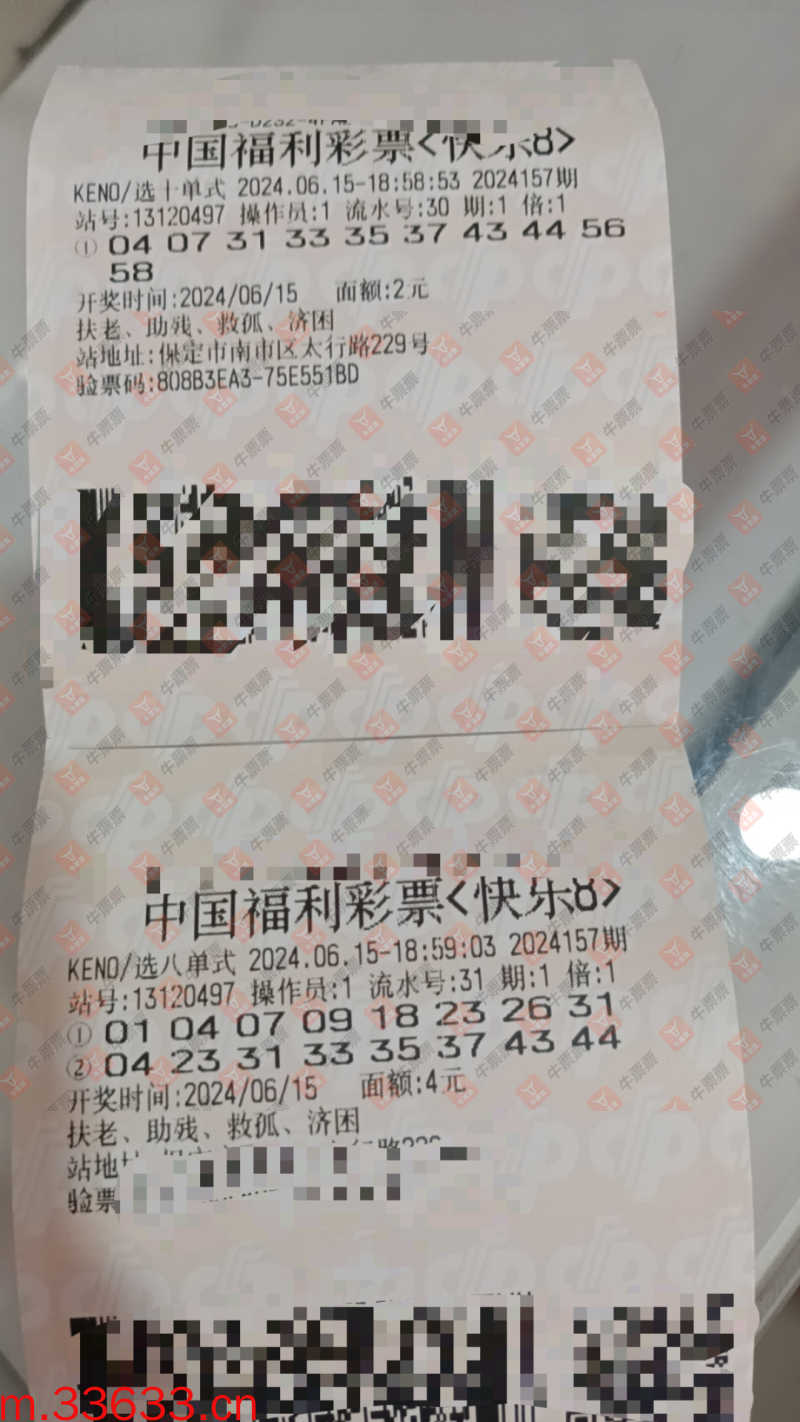 中国福利彩票<快乐8>
KENO/选十单式 2024.06.15-18:58:53 2024157期
站号:13120497 操作员:1 流水号:30 期:1 倍:1
① 04 07 31 33 35 37 43 44 56
58
开奖时间:2024/06/15 面额:2元
扶老、助残、救孤、济困
站地址:保定市南市区太行路229号
验票码:808B3EA3-75E551BD
中国福利彩票<快乐8>
KENO/选八单式 2024.06.15-18:59:03 2024157期
站号:13120497 操作员:1 流水号:31 期:1 倍:1
① 01 04 07 09 18 23 26 31
② 04 23 31 33 35 37 43 44
开奖时间:2024/06/15 面额:4元
扶老、助残、救孤、济困
站地
验票
m.33633.cn
牛票票